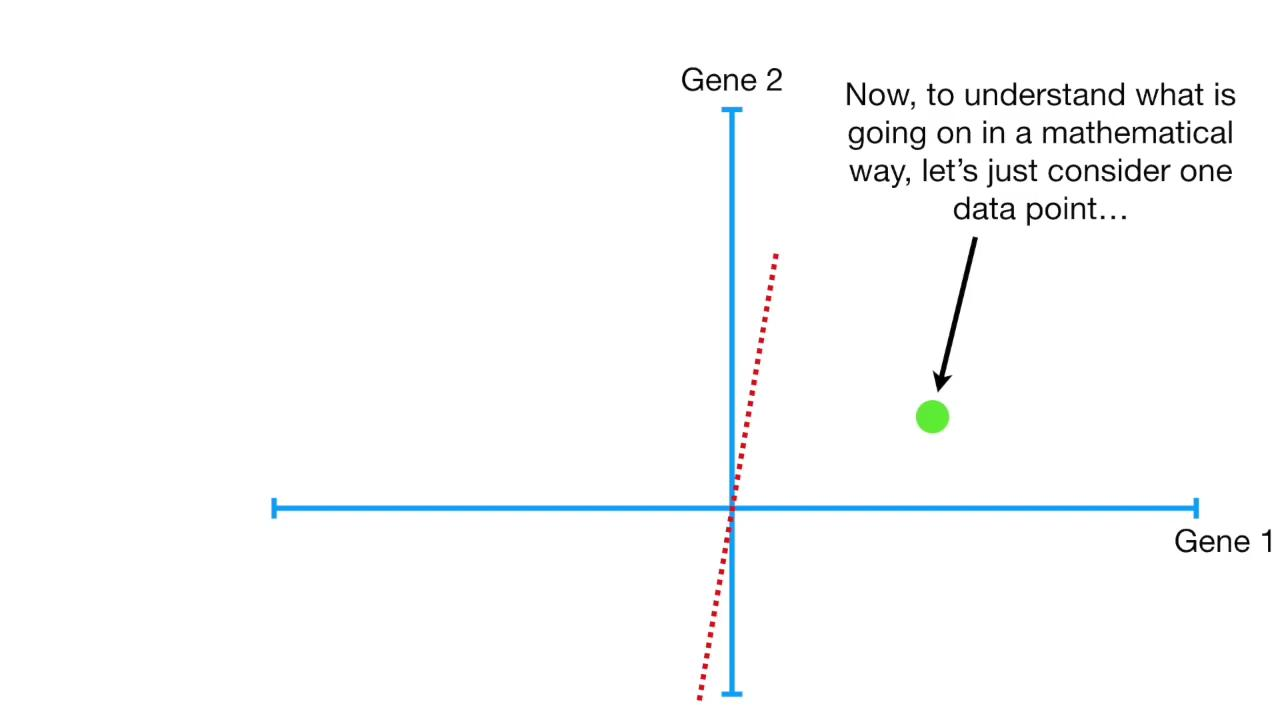 Gene 2
Now, to understand what is
going on in a mathematical
way, let’s just consider one
data point…
Gene 1